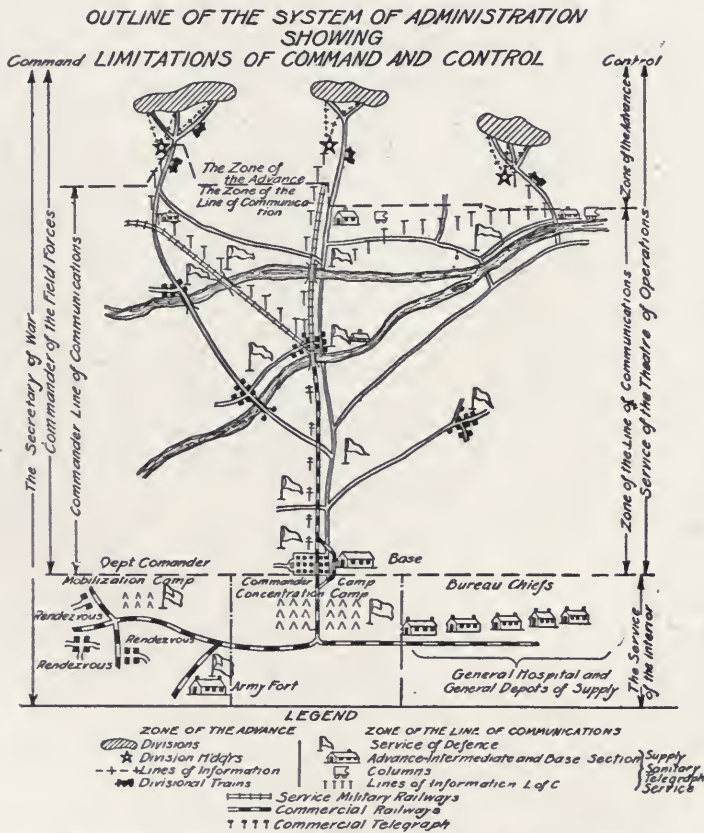 OUTLINE OF THE SYSTEM OF ADMINISTRATION
SHOWING
LIMITATIONS OF COMMAND AND CONTROL
Command
Control
The Secretary of War
Commander of the Field Forces
Commander Line of Communications
The Zone of
the Advance
The Zone of the
Line of Communica-
tion
Zone of the Advance
Zone of the Line of Communications
Service of the Theatre of Operations
The Service
of the Interior
Base
Dept Comander
Mobilization Camp
Rendezvous
Rendezvous
Rendezvous
Army Fort
Commander Camp
Concentration Camp
Bureau Chiefs
General Hospital and
General Depots of Supply
LEGEND
ZONE OF THE ADVANCE
Divisions
Division H'dq'rs
Lines of Information
Divisional Trains
ZONE OF THE LINE OF COMMUNICATIONS
Service of Defence
Advance-Intermediate and Base Section
Columns
Lines of Information L of C
Supply
Sanitary
Telegraph
Service
Service Military Railways
Commercial Railways
Commercial Telegraph